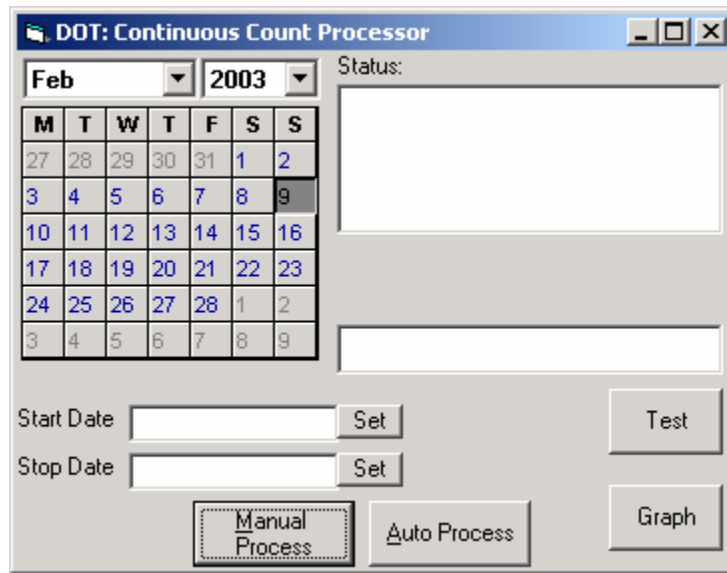 DOT: Continuous Count Processor
Feb 2003
Status:
M T W T F S S
27 28 29 30 31 1 2
3 4 5 6 7 8 9
10 11 12 13 14 15 16
17 18 19 20 21 22 23
24 25 26 27 28 1 2
3 4 5 6 7 8 9
Start Date Set
Test
Stop Date Set
Manual
Process
Auto Process
Graph